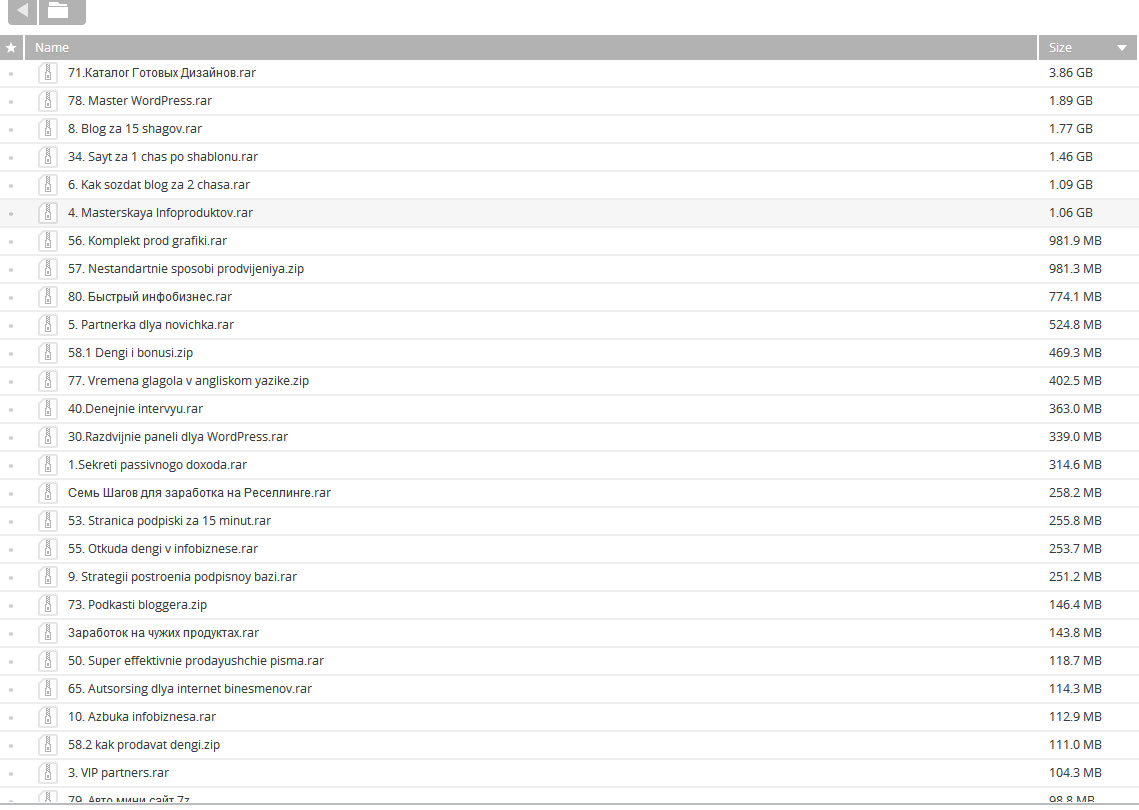 Name Size
71.Каталог Готовых Дизайнов.rar 3.86 GB
78. Master WordPress.rar 1.89 GB
8. Blog za 15 shagov.rar 1.77 GB
34. Sayt za 1 chas po shablonu.rar 1.46 GB
6. Kak sozdat blog za 2 chasa.rar 1.09 GB
4. Masterskaya Infoproduktov.rar 1.06 GB
56. Komplekt prod grafiki.rar 981.9 MB
57. Nestandartnie sposobi prodvijeniya.zip 981.3 MB
80. Быстрый инфобизнес.rar 774.1 MB
5. Partnerka dlya novichka.rar 524.8 MB
58.1 Dengi i bonusi.zip 469.3 MB
77. Vremena glagola v angliskom yazike.zip 402.5 MB
40.Denejnie intervyu.rar 363.0 MB
30.Razdvijnie paneli dlya WordPress.rar 339.0 MB
1.Sekreti passivnogo doxoda.rar 314.6 MB
Семь Шагов для заработка на Реселлинге.rar 258.2 MB
53. Stranica podpiski za 15 minut.rar 255.8 MB
55. Otkuda dengi v infobiznese.rar 253.7 MB
9. Strategii postroenia podpisnoy bazi.rar 251.2 MB
73. Podkasti bloggera.zip 146.4 MB
Заработок на чужих продуктах.rar 143.8 MB
50. Super effektivnie prodayushchie pisma.rar 118.7 MB
65. Autsorsing dlya internet binesmenov.rar 114.3 MB
10. Azbuka infobiznesa.rar 112.9 MB
58.2 kak prodavat dengi.zip 111.0 MB
3. VIP partners.rar 104.3 MB
79. Авто мини сайт.7z 98.8 MB